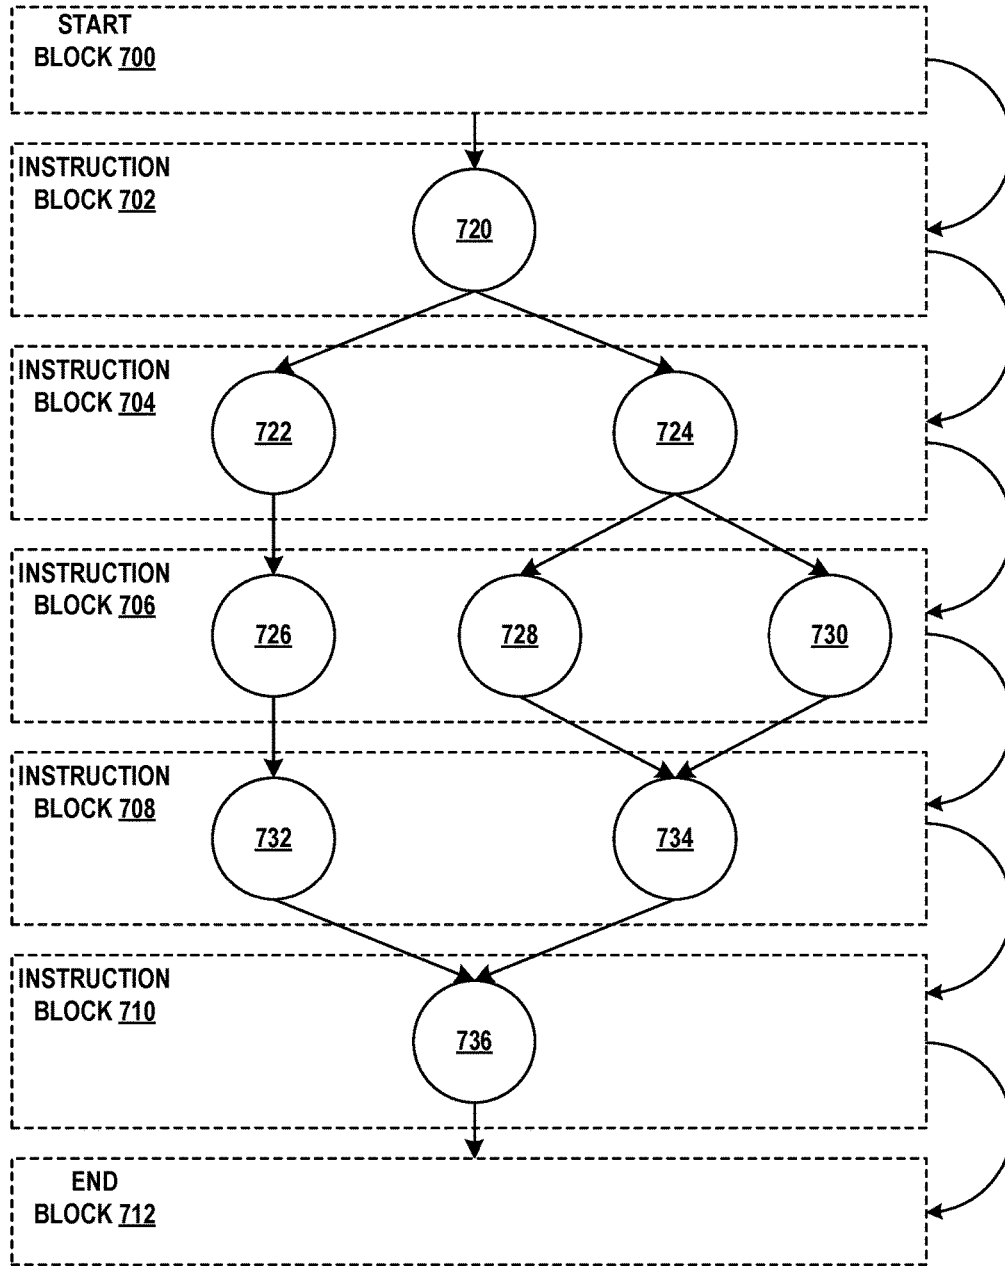 START
BLOCK 700
INSTRUCTION
BLOCK 702
720
INSTRUCTION
BLOCK 704
722
724
INSTRUCTION
BLOCK 706
726
728
730
INSTRUCTION
BLOCK 708
732
734
INSTRUCTION
BLOCK 710
736
END
BLOCK 712